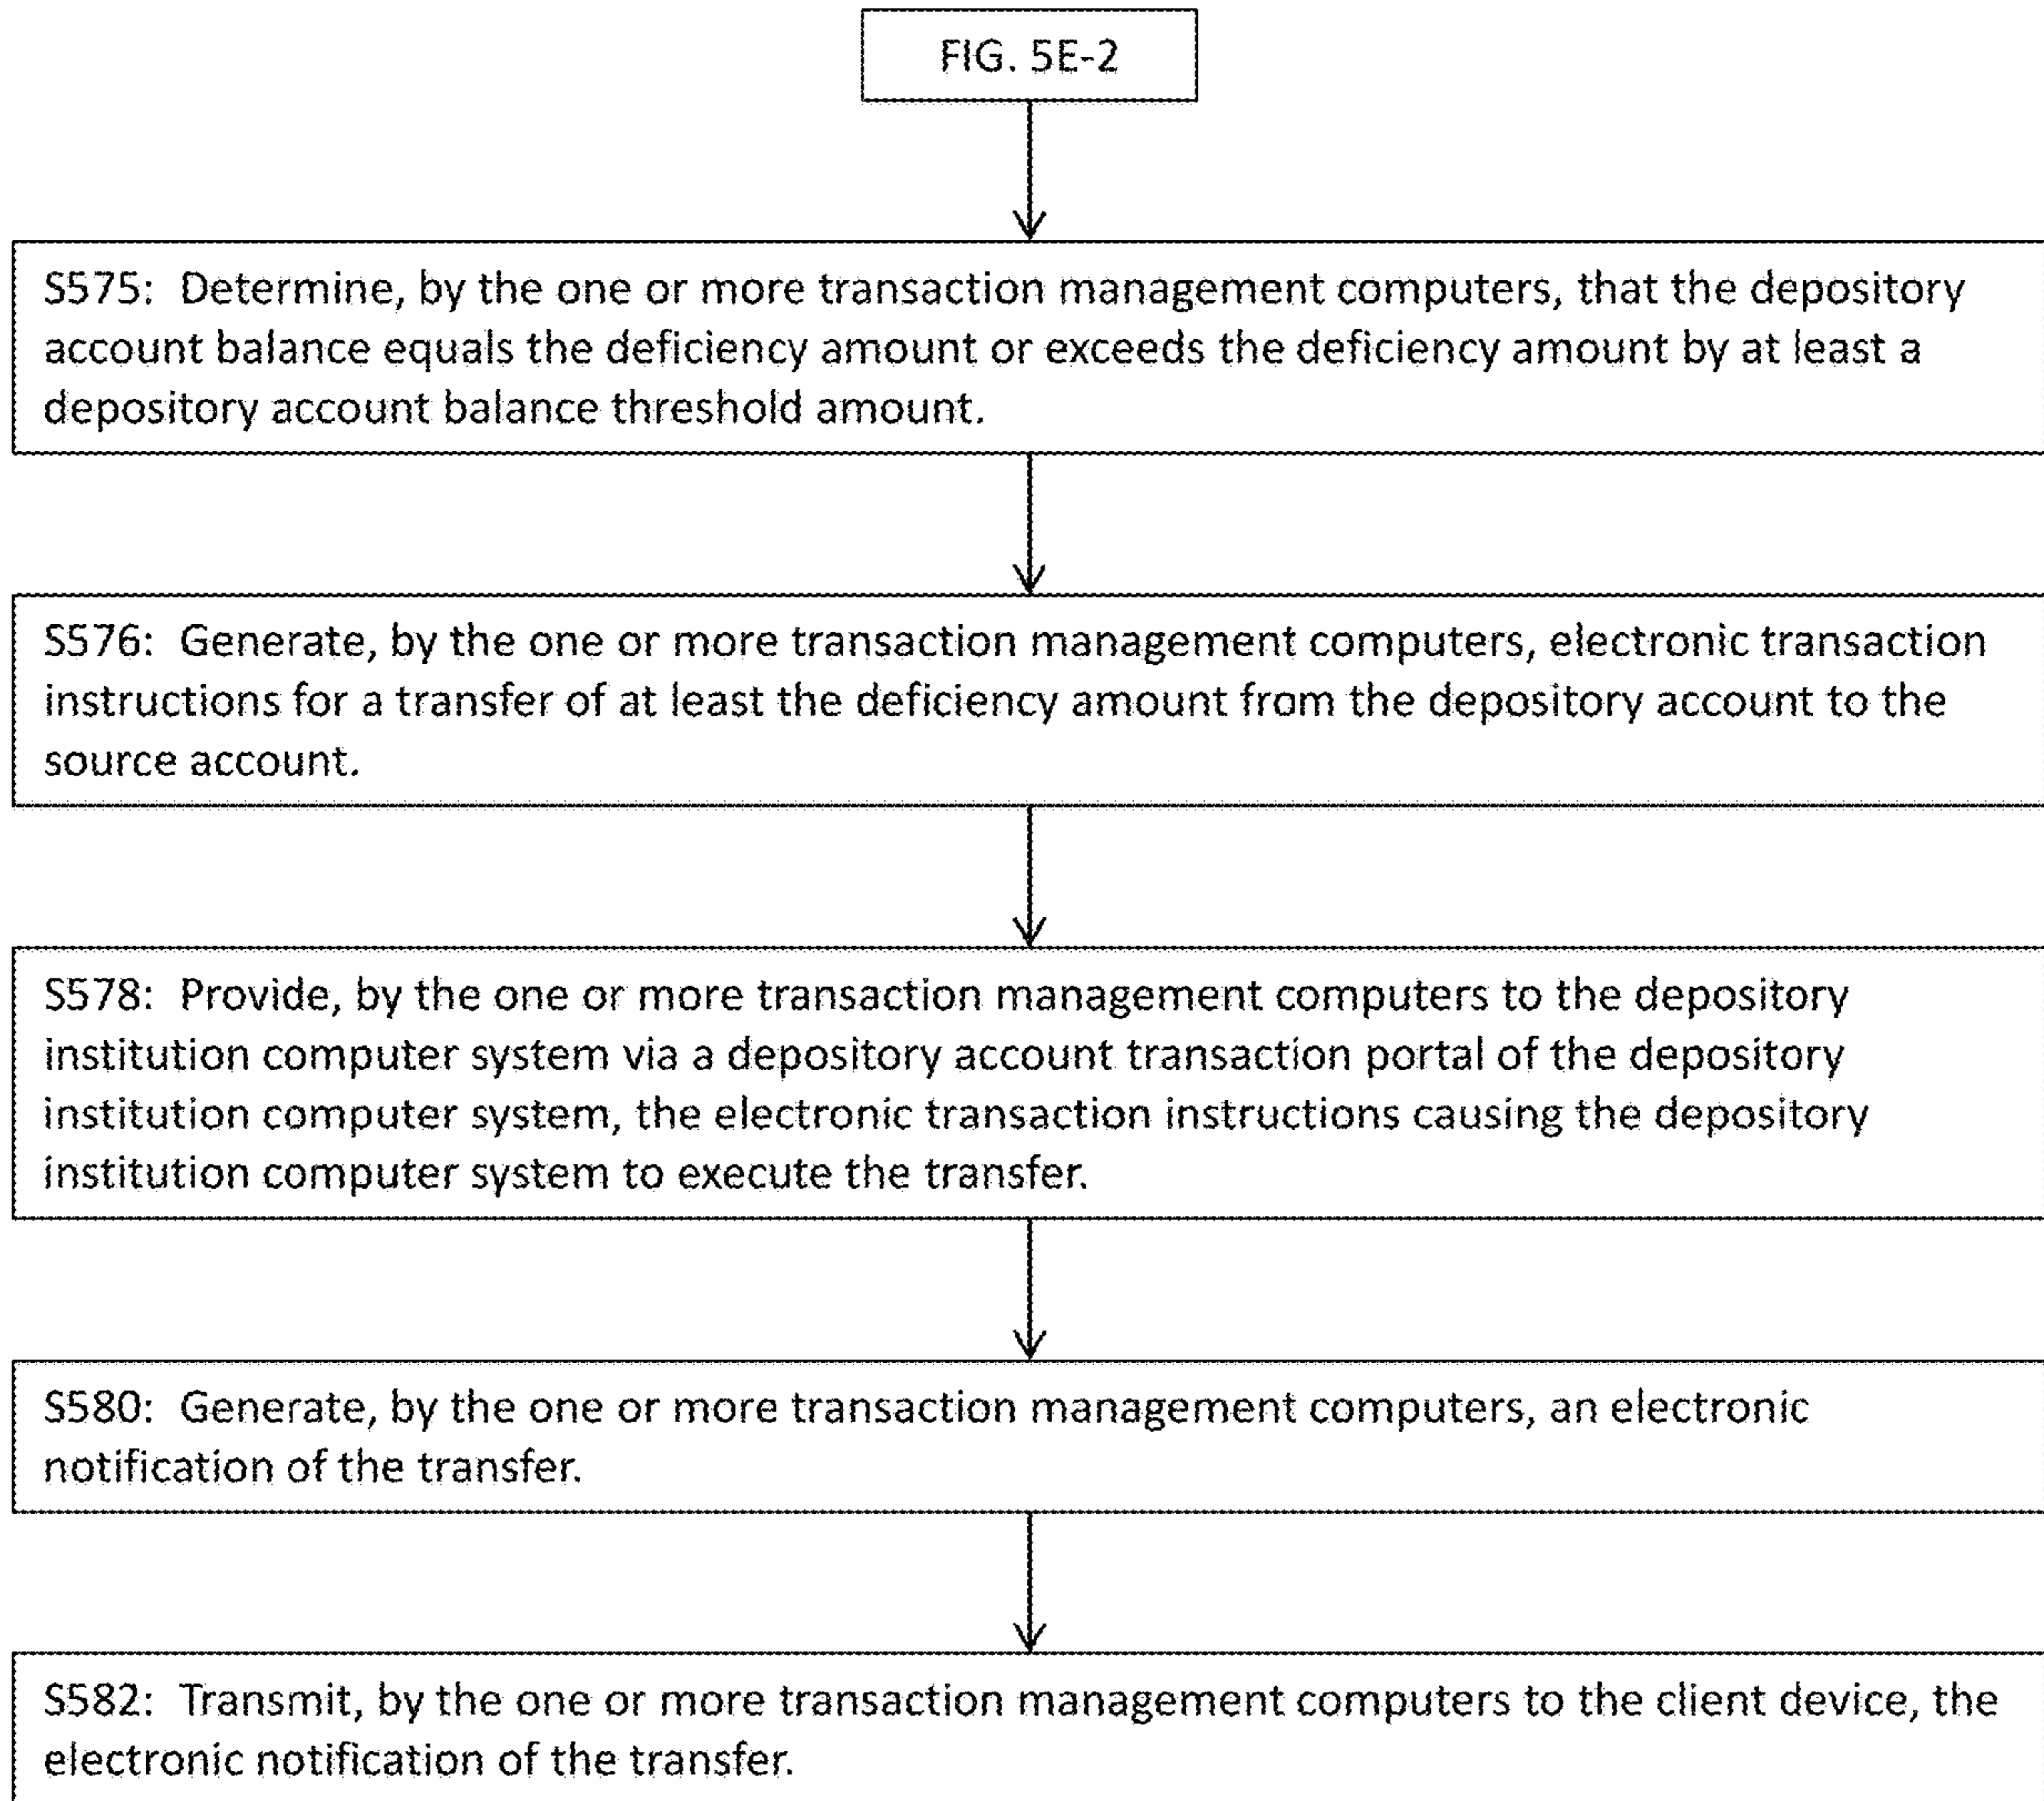 FIG. 5E-2
S575: Determine, by the one or more transaction management computers, that the depository
account balance equals the deficiency amount or exceeds the deficiency amount by at least a
depository account balance threshold amount.
S576: Generate, by the one or more transaction management computers, electronic transaction
instructions for a transfer of at least the deficiency amount from the depository account to the
source account.
S578: Provide, by the one or more transaction management computers to the depository
institution computer system via a depository account transaction portal of the depository
institution computer system, the electronic transaction instructions causing the depository
institution computer system to execute the transfer.
S580: Generate, by the one or more transaction management computers, an electronic
notification of the transfer.
S582: Transmit, by the one or more transaction management computers to the client device, the
electronic notification of the transfer.